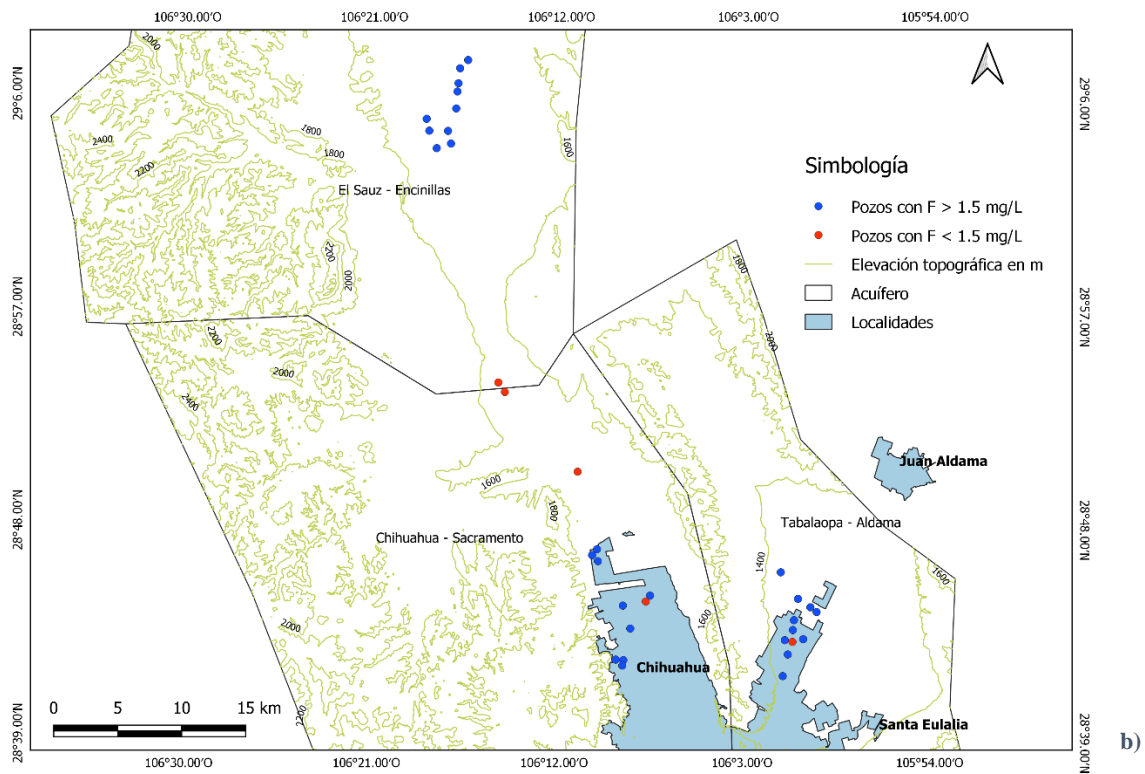 106°30.00'O 106°21.00'O 106°12.00'O 106°3.00'O 105°54.00'O
29°6.00'N
28°57.00'N
28°48.00'N
28°39.00'N
29°6.00'N
28°57.00'N
28°48.00'N
28°39.00'N
2000
2400
2200
1800
1800
1600
El Sauz - Encinillas
2200
2000
Simbología
Pozos con F > 1.5 mg/L
Pozos con F < 1.5 mg/L
Elevación topográfica en m
Acuífero
Localidades
1800
2000
2200
2000
2400
1600
1800
Juan Aldama
Chihuahua - Sacramento
Tabalaopa - Aldama
1400
1600
1600
2000
2200
Chihuahua
Santa Eulalia
0 5 10 15 km
106°30.00'O 106°21.00'O 106°12.00'O 106°3.00'O 105°54.00'O
b)